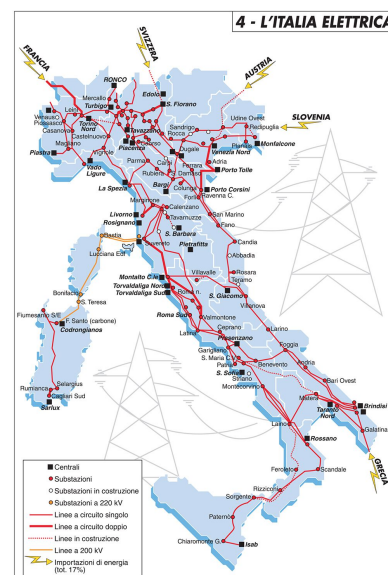 4 - L'ITALIA ELETTRICA
SVIZZERA
FRANCIA
AUSTRIA
SLOVENIA
GRECIA
RONCO
Edolo
Mercallo
S. Fiorano
Turbigo
Leinì
Venaus
Piossasco
Torino
Nord
Tavazzano
Casanova
Castelnuovo
Piacenza
Caorso
Magliano
Vignole
Piastra
Vado
Ligure
Parma
Sandrigo
Rocca
Dugale
Udine Ovest
Redipuglia
Planais
Monfalcone
Venezia Nord
Adria
Porto Tolle
Ferrara
Carpi
Rubiera
S. Damaso
Bargi
Colunga
Forlì
Porto Corsini
Ravenna C.
La Spezia
Marginone
Calenzano
San Marino
Fano
Livorno
Rosignano
Tavarnuzze
S. Barbara
Pietrafitta
Candia
Abbadia
Bastia
Suvereto
Lucciana Edf
Montalto C.le
Torvaldaliga Nord
Torvaldaliga Sud
Villavalle
Rosara
Teramo
S. Giacomo
Villanova
Roma n.
Roma Sud
Valmontone
Latina
Ceprano
Presenzano
Larino
Foggia
Garigliano
S. Maria C.V.
Patria
S. Sofia
Striano
Montecorvino
Benevento
Andria
Bari Ovest
Matera
Taranto
Nord
Brindisi
Galatina
Laino
Rossano
Feroleto
Scandale
Rizziconi
Sorgente
Paternò
Chiaromonte G.
Isab
Bonifacio
S. Teresa
Fiumesanto S/E
F. Santo (carbone)
Codrongianos
Selargius
Rumianca
Cagliari Sud
Sarlux
Centrali
Substazioni
Substazioni in costruzione
Substazioni a 220 kV
Linee a circuito singolo
Linee a circuito doppio
Linee in costruzione
Linee a 200 kV
Importazioni di energia
(tot. 17%)